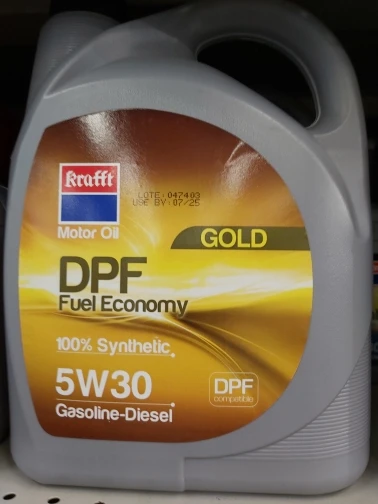 krafft
LOTE: 047403
USE BY: 07/25
Motor Oil
GOLD
DPF
Fuel Economy
100% Synthetic.
5W30
Gasoline-Diesel
DPF
compatible